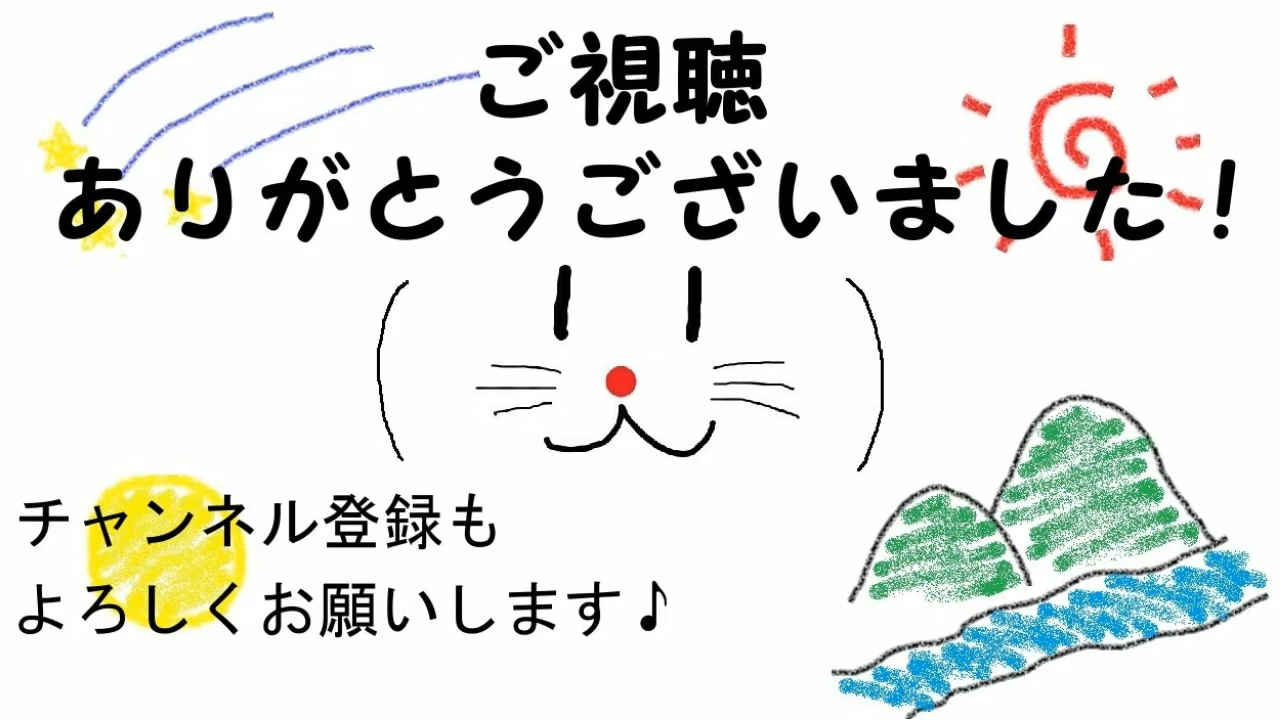 ご視聴
ありがとうございました！
チャンネル登録も
よろしくお願いします♪